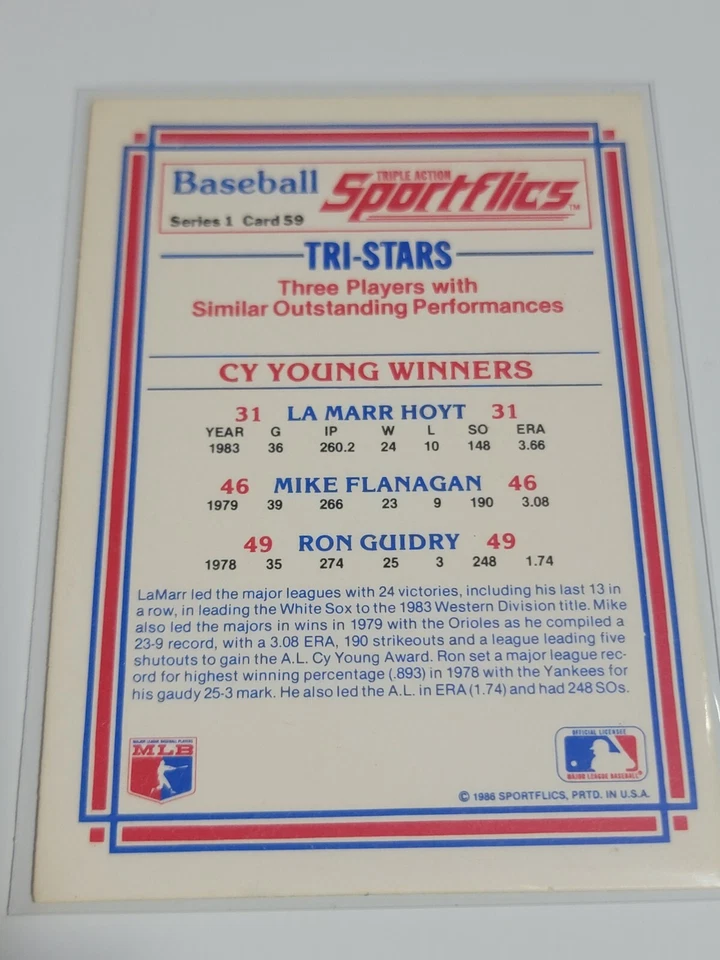 Baseball TRIPLE ACTION Sportflics TM
Series 1 Card 59
TRI-STARS
Three Players with
Similar Outstanding Performances
CY YOUNG WINNERS
31 LA MARR HOYT 31
YEAR G IP W L SO ERA
1983 36 260.2 24 10 148 3.66
46 MIKE FLANAGAN 46
1979 39 266 23 9 190 3.08
49 RON GUIDRY 49
1978 35 274 25 3 248 1.74
LaMarr led the major leagues with 24 victories, including his last 13 in
a row, in leading the White Sox to the 1983 Western Division title. Mike
also led the majors in wins in 1979 with the Orioles as he compiled a
23-9 record, with a 3.08 ERA, 190 strikeouts and a league leading five
shutouts to gain the A.L. Cy Young Award. Ron set a major league rec-
ord for highest winning percentage (.893) in 1978 with the Yankees for
his gaudy 25-3 mark. He also led the A.L. in ERA (1.74) and had 248 SOs.
MAJOR LEAGUE BASEBALL PLAYERS
MLB
OFFICIAL LICENSEE
MAJOR LEAGUE BASEBALL
© 1986 SPORTFLICS, PRTD. IN U.S.A.